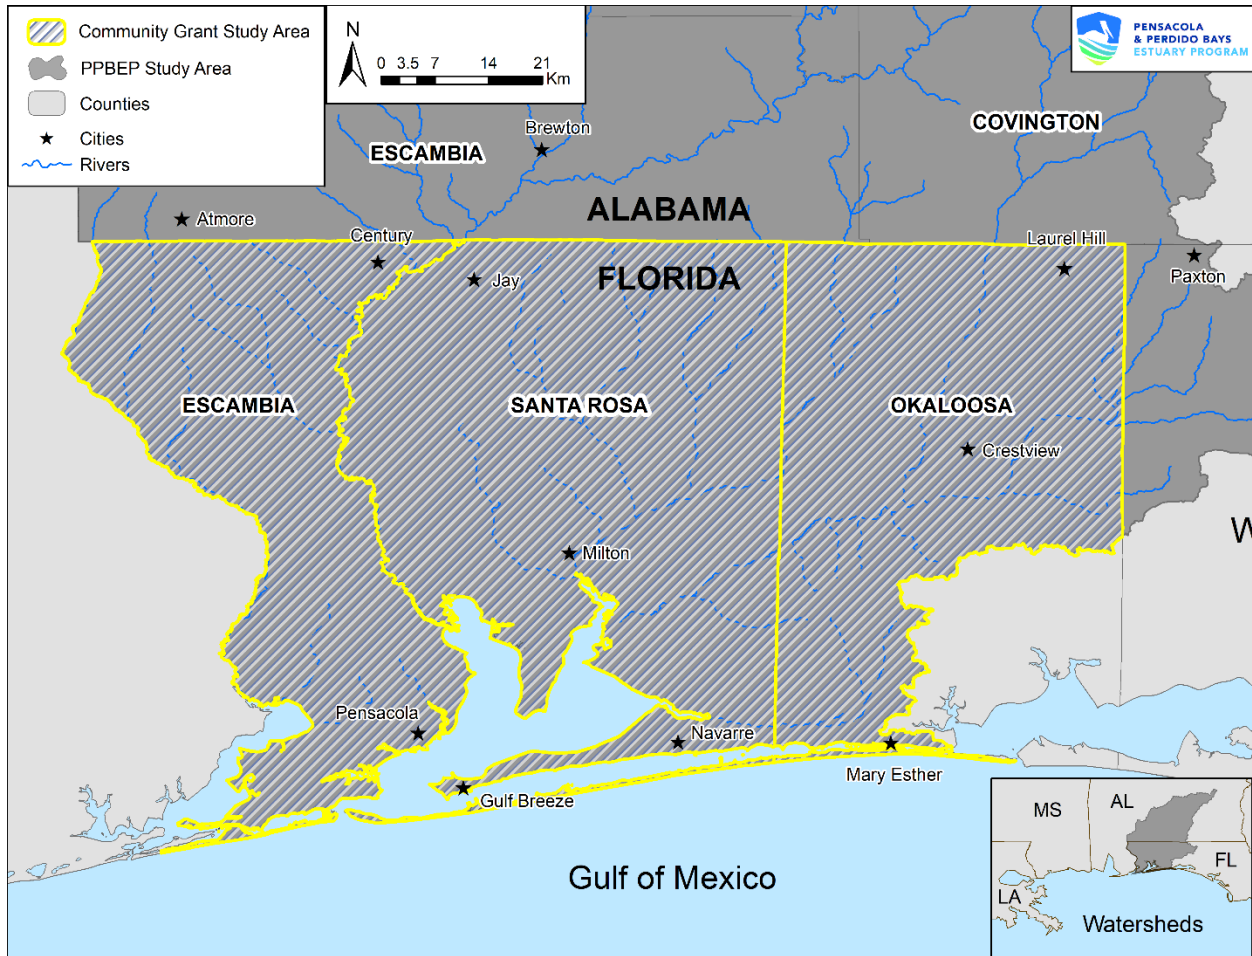 Community Grant Study Area
PPBEP Study Area
Counties
Cities
Rivers
N
0 3.5 7 14 21
Km
PENSACOLA
& PERDIDO BAYS
ESTUARY PROGRAM
Brewton
ESCAMBIA
COVINGTON
Atmore
ALABAMA
Century
Laurel Hill
Jay
FLORIDA
Paxton
ESCAMBIA
SANTA ROSA
OKALOOSA
Crestview
W
Milton
Pensacola
Navarre
Mary Esther
Gulf Breeze
Gulf of Mexico
MS
AL
FL
LA
Watersheds